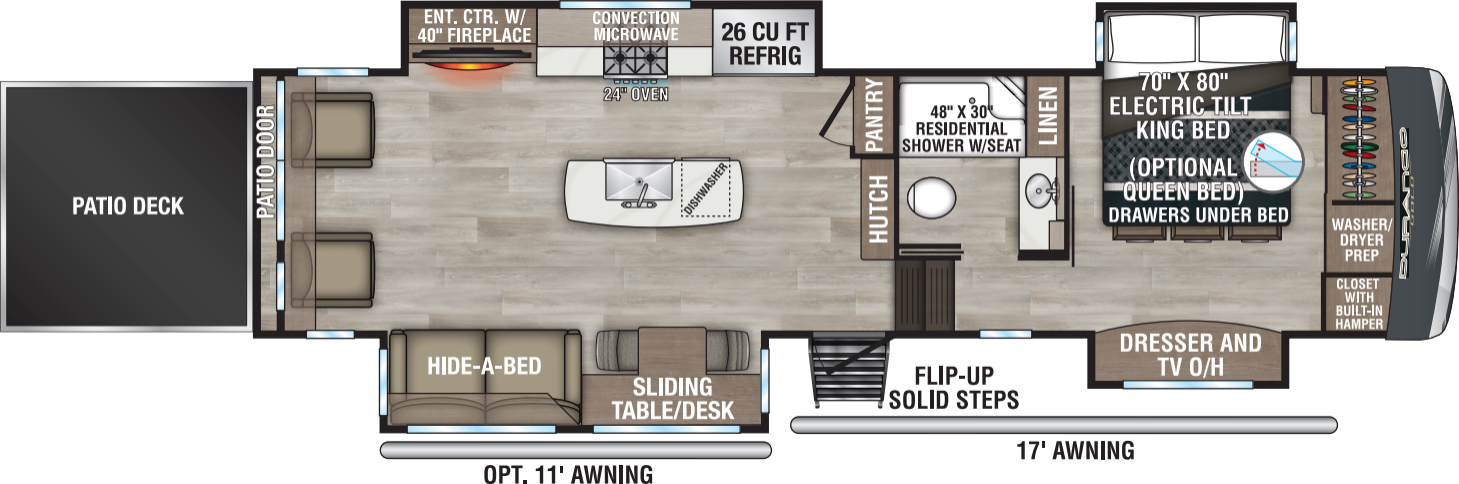 ENT. CTR. W/
40" FIREPLACE
CONVECTION
MICROWAVE
26 CU FT
REFRIG
24" OVEN
PATIO DECK
PATIO DOOR
DISHWASHER
PANTRY
HUTCH
48" X 30"
RESIDENTIAL
SHOWER W/SEAT
LINEN
70" X 80"
ELECTRIC TILT
KING BED
(OPTIONAL
QUEEN BED)
DRAWERS UNDER BED
WASHER/
DRYER
PREP
CLOSET
WITH
BUILT-IN
HAMPER
DURANGO
HIDE-A-BED
SLIDING
TABLE/DESK
FLIP-UP
SOLID STEPS
DRESSER AND
TV O/H
OPT. 11' AWNING
17' AWNING